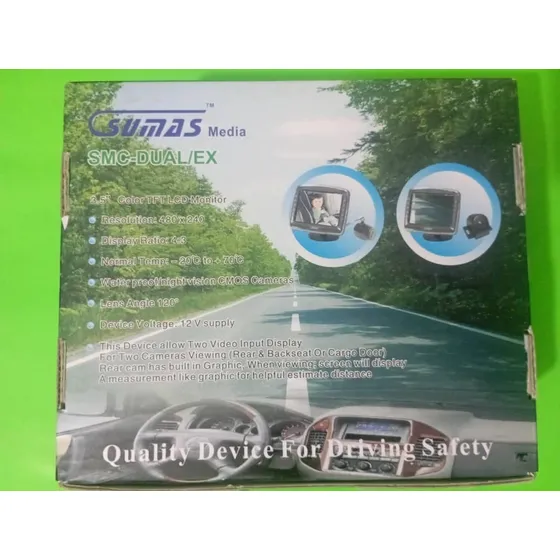 SUMAS™ Media
SMC-DUAL/EX
3.5" Color TFT LCD Monitor
Resolution: 480 x 240
Display Ratio: 4:3
Normal Temp: – 30°C to + 70°C
Water proof/night vision CMOS Cameras
Lens Angle 120°
Device Voltage: 12 V supply
This Device allow Two Video Input Display
For Two Cameras Viewing (Rear & Backseat Or Cargo Door)
Rear cam has built in Graphic, When viewing, screen will display
A measurement like graphic for helpful estimate distance
Quality Device For Driving Safety